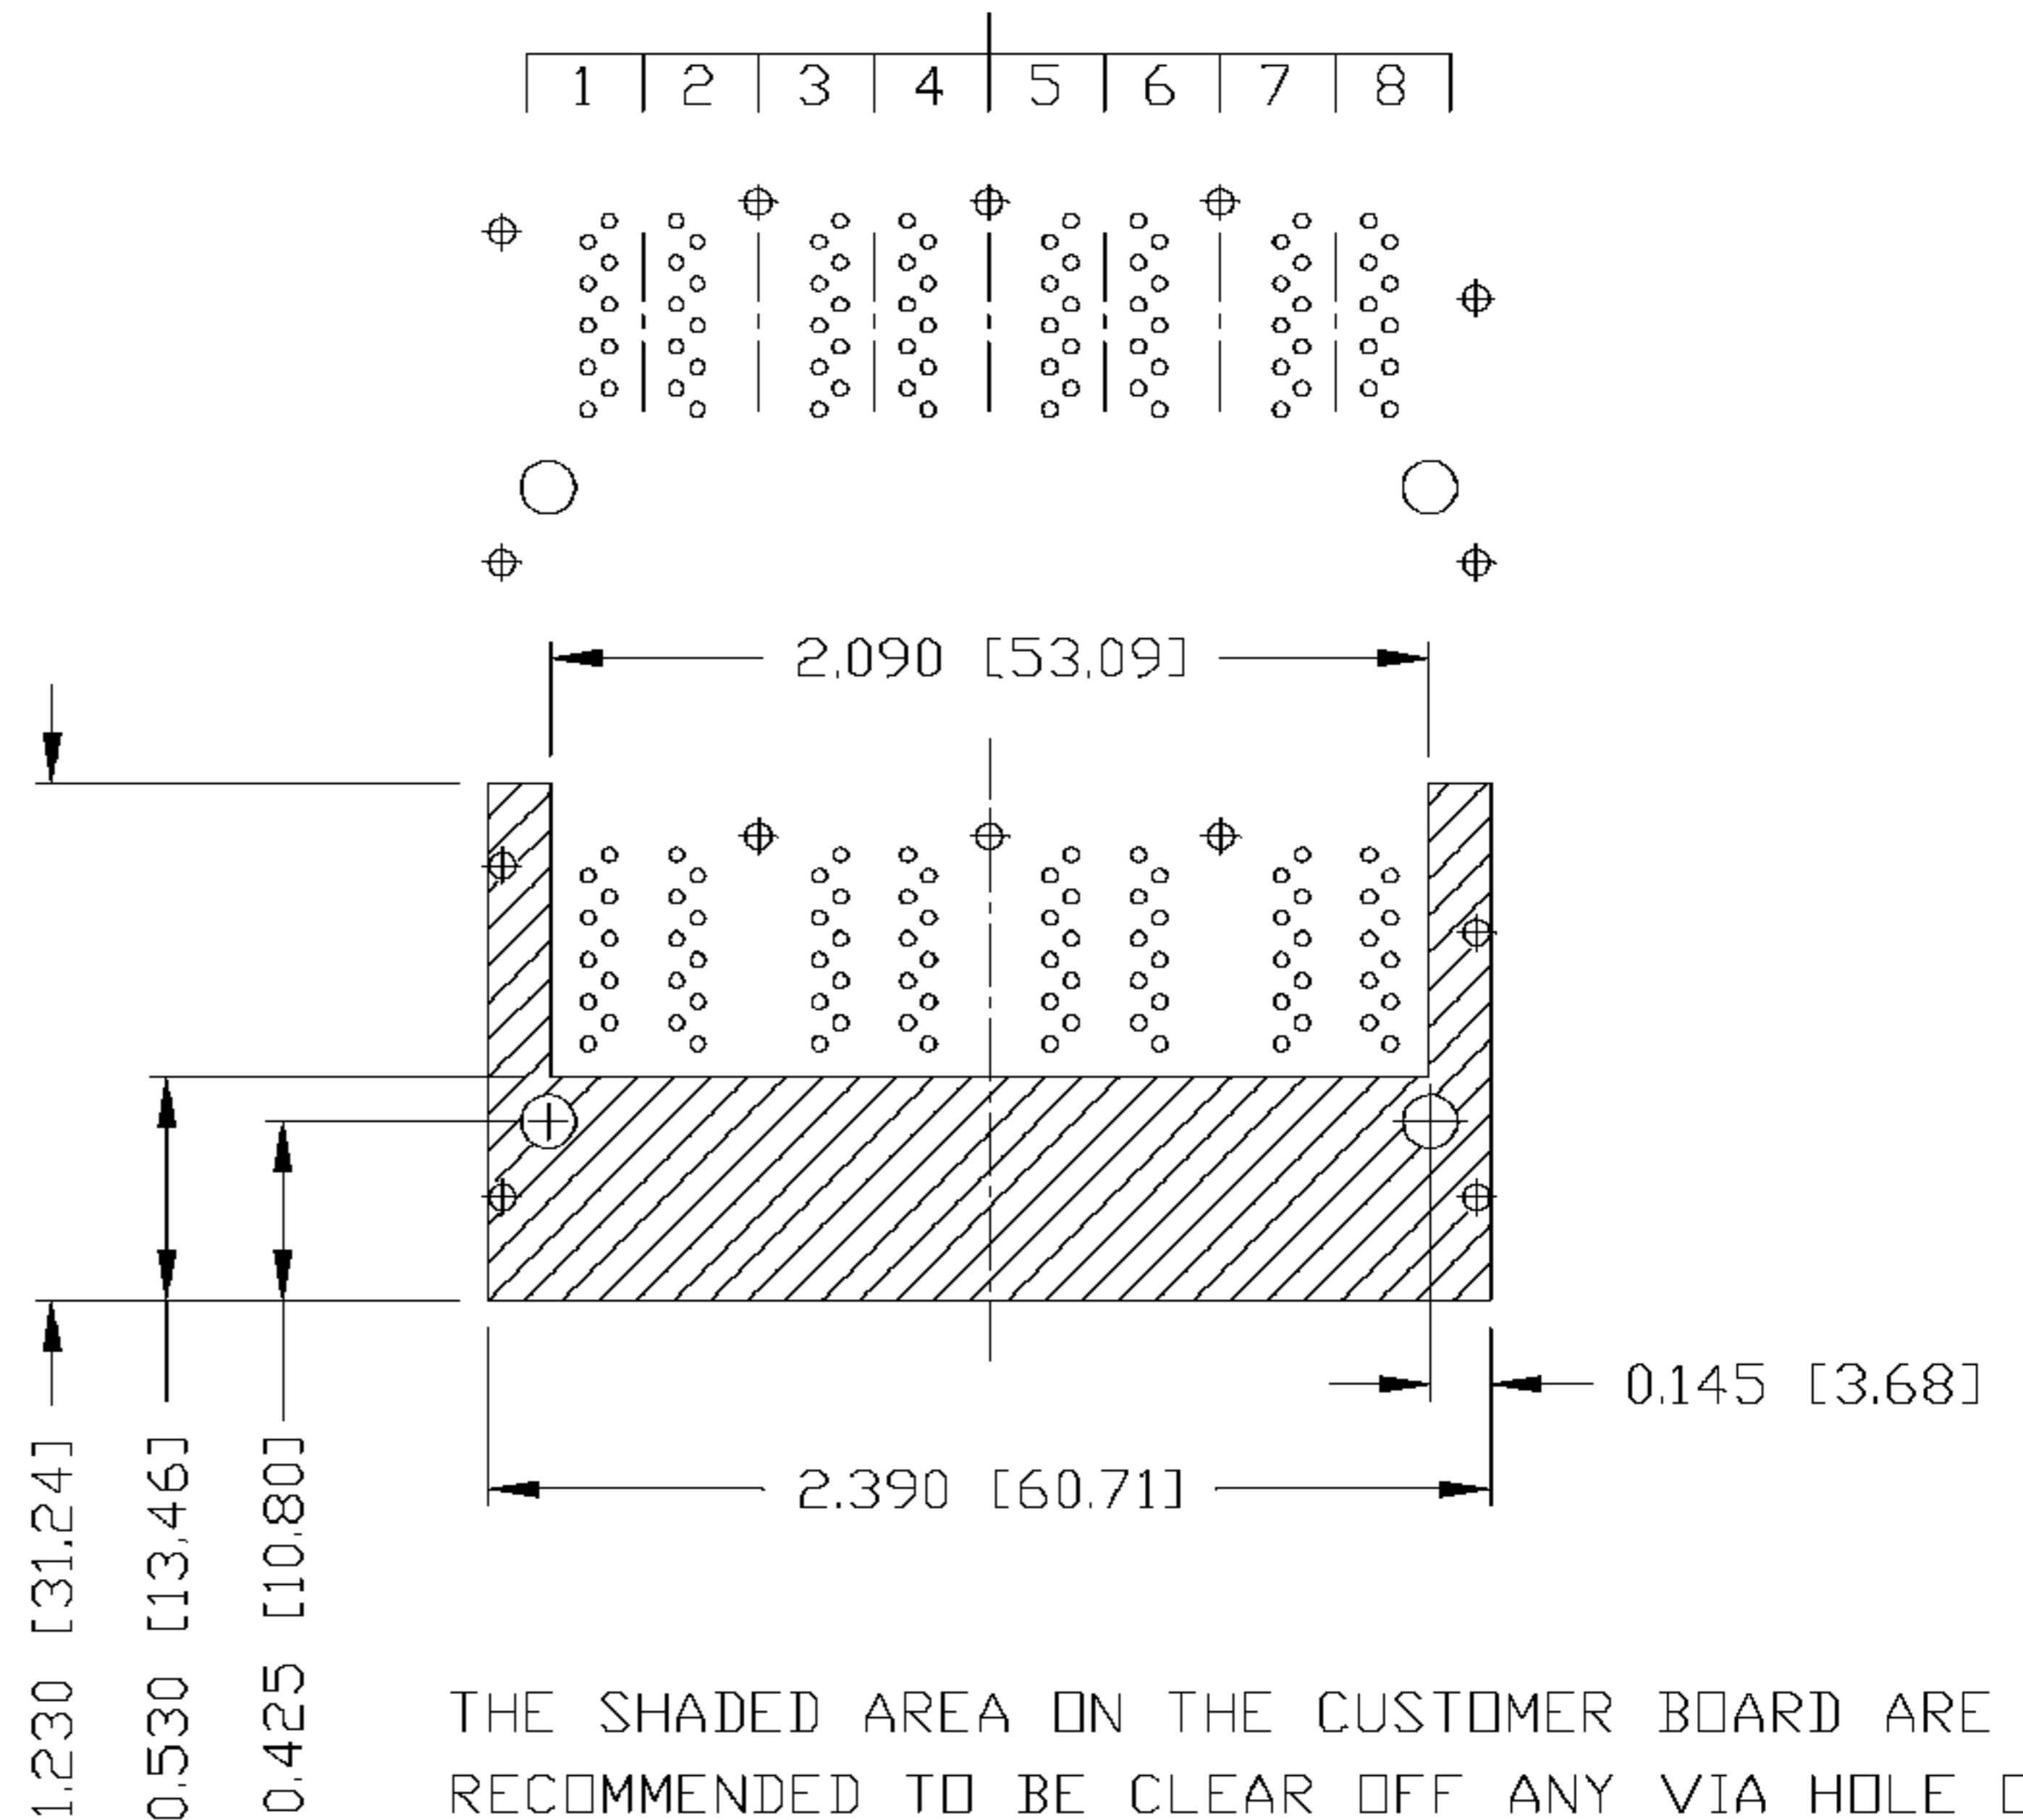 1 2 3 4 5 6 7 8
2.090 [53.09]
0.145 [3.68]
2.390 [60.71]
1.230 [31.24]
0.530 [13.46]
0.425 [10.80]
THE SHADED AREA ON THE CUSTOMER BOARD ARE
RECOMMENDED TO BE CLEAR OFF ANY VIA HOLE